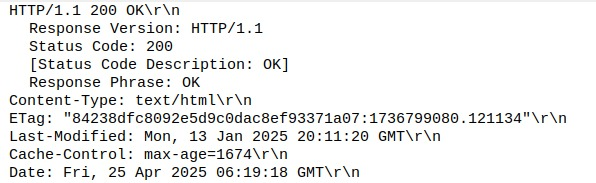 HTTP/1.1 200 OK\r\n
Response Version: HTTP/1.1
Status Code: 200
[Status Code Description: OK]
Response Phrase: OK
Content-Type: text/html\r\n
ETag: "84238dfc8092e5d9c0dac8ef93371a07:1736799080.121134"\r\n
Last-Modified: Mon, 13 Jan 2025 20:11:20 GMT\r\n
Cache-Control: max-age=1674\r\n
Date: Fri, 25 Apr 2025 06:19:18 GMT\r\n